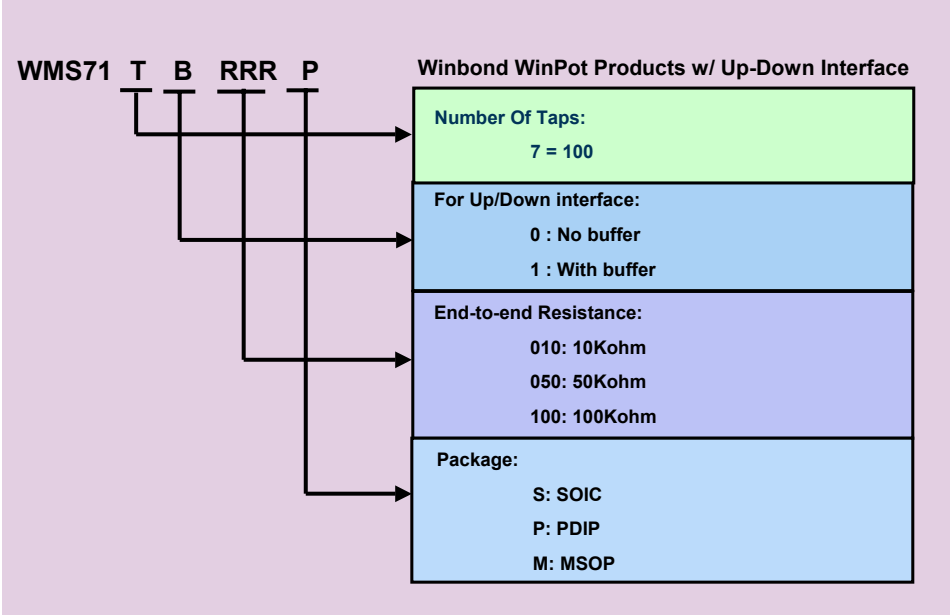 WMS71 T B RRR P
Winbond WinPot Products w/ Up-Down Interface
Number Of Taps:
7 = 100
For Up/Down interface:
0 : No buffer
1 : With buffer
End-to-end Resistance:
010: 10Kohm
050: 50Kohm
100: 100Kohm
Package:
S: SOIC
P: PDIP
M: MSOP